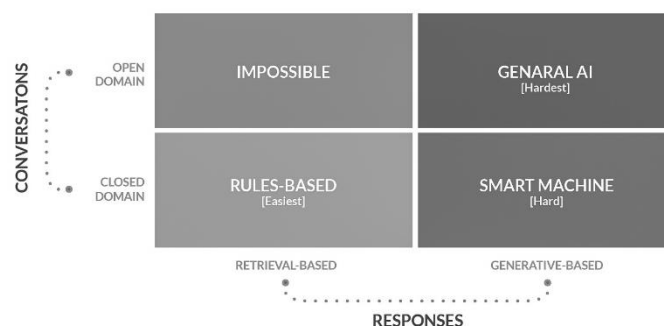 OPEN
DOMAIN
IMPOSSIBLE
GENARAL AI
[Hardest]
CONVERSATONS
CLOSED
DOMAIN
RULES-BASED
[Easiest]
SMART MACHINE
[Hard]
RETRIEVAL-BASED
GENERATIVE-BASED
RESPONSES